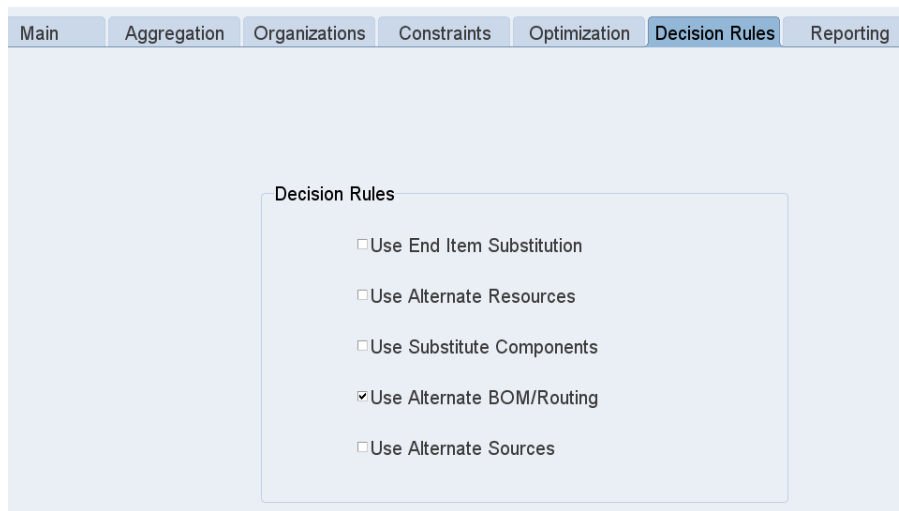 Main Aggregation Organizations Constraints Optimization Decision Rules Reporting
Decision Rules
Use End Item Substitution
Use Alternate Resources
Use Substitute Components
Use Alternate BOM/Routing
Use Alternate Sources